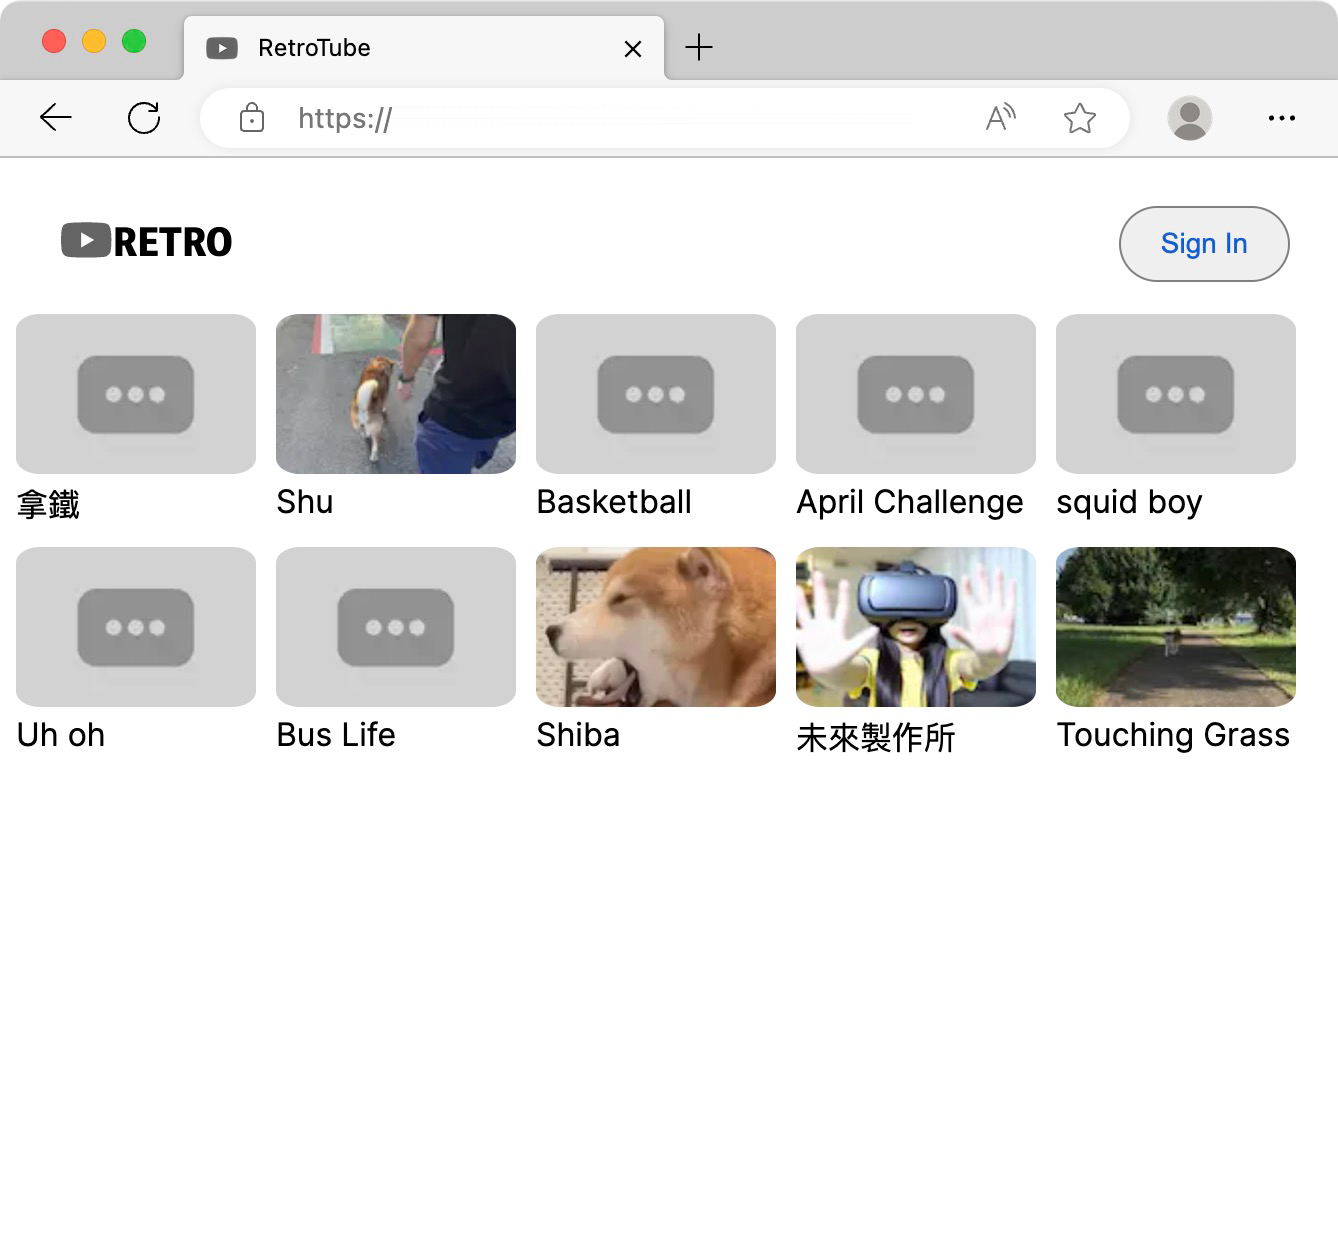 RetroTube
https://
RETRO
Sign In
拿鐵
Shu
Basketball
April Challenge
squid boy
Uh oh
Bus Life
Shiba
未來製作所
Touching Grass